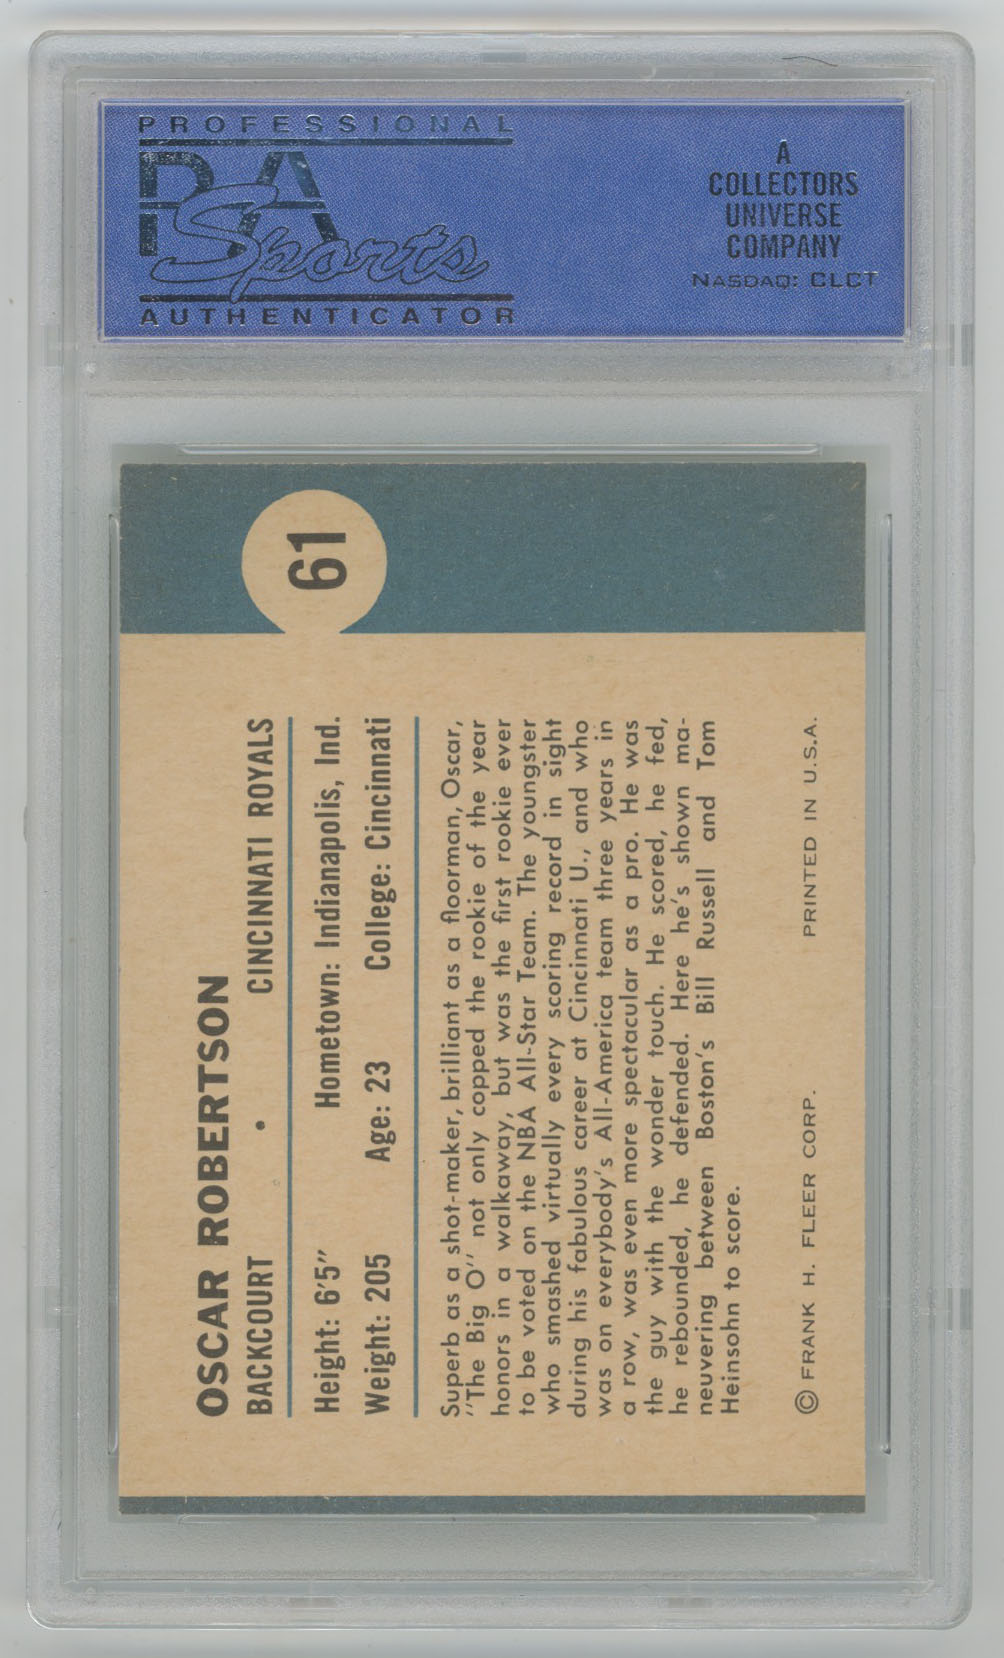 PROFESSIONAL
PSA
Sports
AUTHENTICATOR
A
COLLECTORS
UNIVERSE
COMPANY
NASDAQ: CLCT
61
OSCAR ROBERTSON
BACKCOURT • CINCINNATI ROYALS
Height: 6'5" Hometown: Indianapolis, Ind.
Weight: 205 Age: 23 College: Cincinnati
Superb as a shot-maker, brilliant as a floorman, Oscar,
"The Big O" not only copped the rookie of the year
honors in a walkaway, but was the first rookie ever
to be voted on the NBA All-Star Team. The youngster
who smashed virtually every scoring record in sight
during his fabulous career at Cincinnati U., and who
was on everybody's All-America team three years in
a row, was even more spectacular as a pro. He was
the guy with the wonder touch. He scored, he fed,
he rebounded, he defended. Here he's shown ma-
neuvering between Boston's Bill Russell and Tom
Heinsohn to score.
© FRANK H. FLEER CORP. PRINTED IN U.S.A.